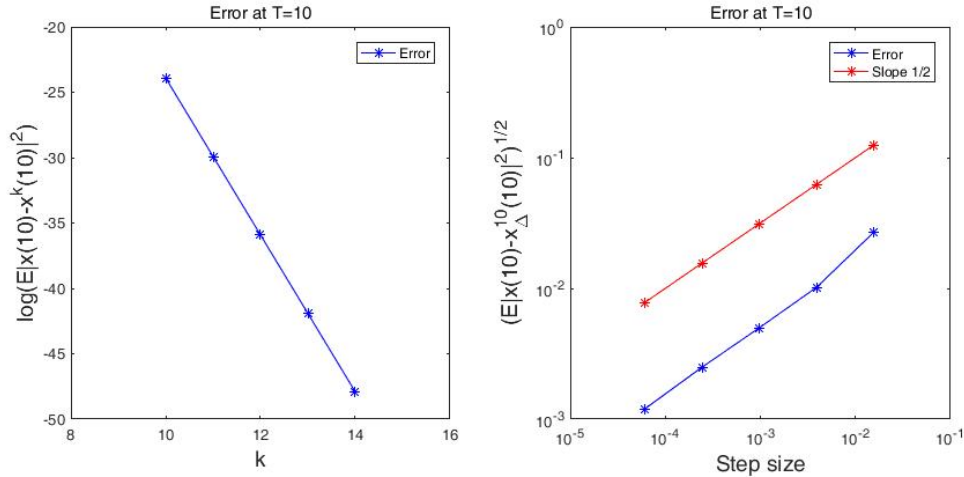 Error at T=10
Error
-20
-25
-30
-35
-40
-45
-50
8
10
12
14
16
k
log(E|x(10)-x^k(10)|^2)
Error at T=10
Error
Slope 1/2
10^0
10^-1
10^-2
10^-3
10^-5
10^-4
10^-3
10^-2
10^-1
Step size
(E|x(10)-x_Δ^10(10)|^2)^1/2